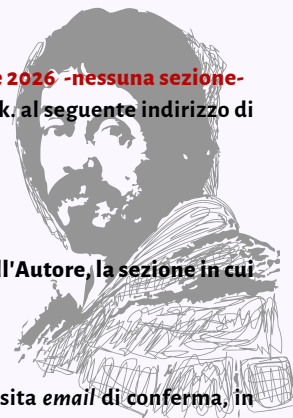 e 2026 -nessuna sezione-
k. al seguente indirizzo di
ll'Autore, la sezione in cui
sita email di conferma, in